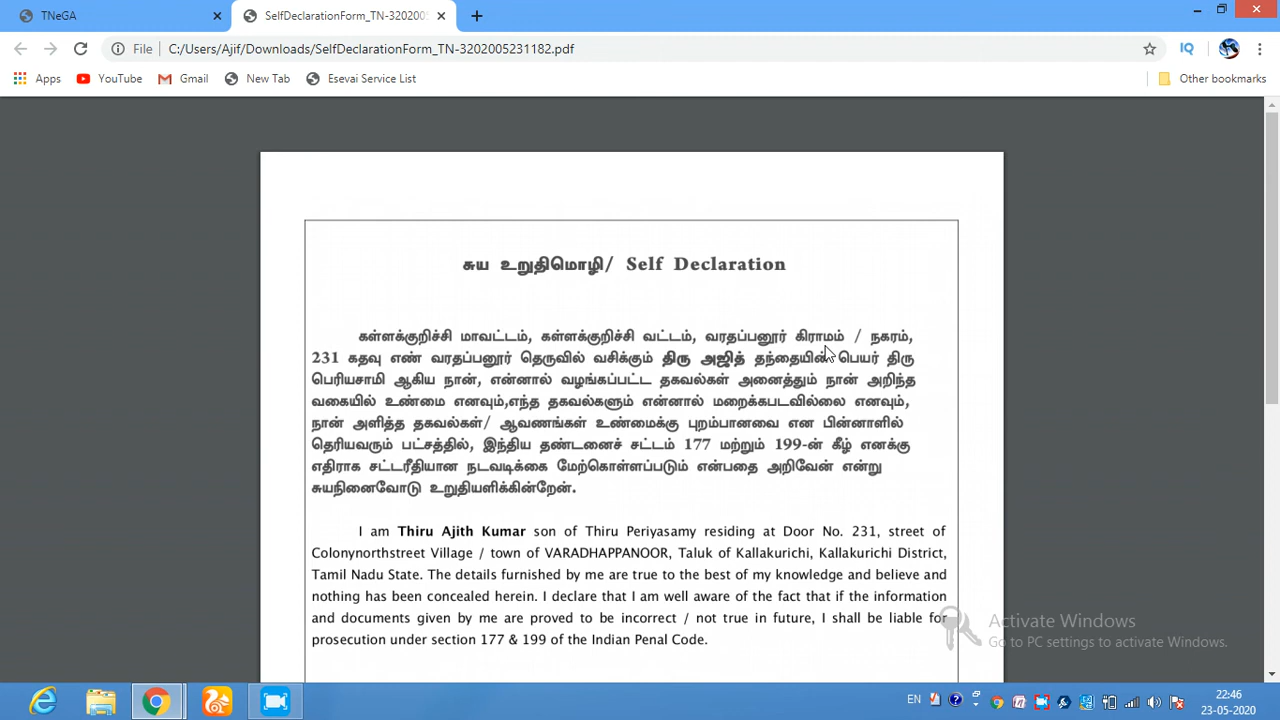 TNeGA
SelfDeclarationForm_TN-32020052
File C:/Users/Ajif/Downloads/SelfDeclarationForm_TN-3202005231182.pdf
IQ
Apps YouTube Gmail New Tab Esevai Service List Other bookmarks
சுய உறுதிமொழி/ Self Declaration
கள்ளக்குறிச்சி மாவட்டம், கள்ளக்குறிச்சி வட்டம், வரதப்பனூர் கிராமம் / நகரம்,
231 கதவு எண் வரதப்பனூர் தெருவில் வசிக்கும் திரு அஜித் தந்தையின் பெயர் திரு
பெரியசாமி ஆகிய நான், என்னால் வழங்கப்பட்ட தகவல்கள் அனைத்தும் நான் அறிந்த
வகையில் உண்மை எனவும்,எந்த தகவல்களும் என்னால் மறைக்கபடவில்லை எனவும்,
நான் அளித்த தகவல்கள்/ ஆவணங்கள் உண்மைக்கு புறம்பானவை என பின்னாளில்
தெரியவரும் பட்சத்தில், இந்திய தண்டனைச் சட்டம் 177 மற்றும் 199-ன் கீழ் எனக்கு
எதிராக சட்டரீதியான நடவடிக்கை மேற்கொள்ளப்படும் என்பதை அறிவேன் என்று
சுயநினைவோடு உறுதியளிக்கின்றேன்.
I am Thiru Ajith Kumar son of Thiru Periyasamy residing at Door No. 231, street of
Colonynorthstreet Village / town of VARADHAPPANOOR, Taluk of Kallakurichi, Kallakurichi District,
Tamil Nadu State. The details furnished by me are true to the best of my knowledge and believe and
nothing has been concealed herein. I declare that I am well aware of the fact that if the information
and documents given by me are proved to be incorrect / not true in future, I shall be liable for
prosecution under section 177 & 199 of the Indian Penal Code.
Activate Windows
Go to PC settings to activate Windows.
EN
22:46
23-05-2020